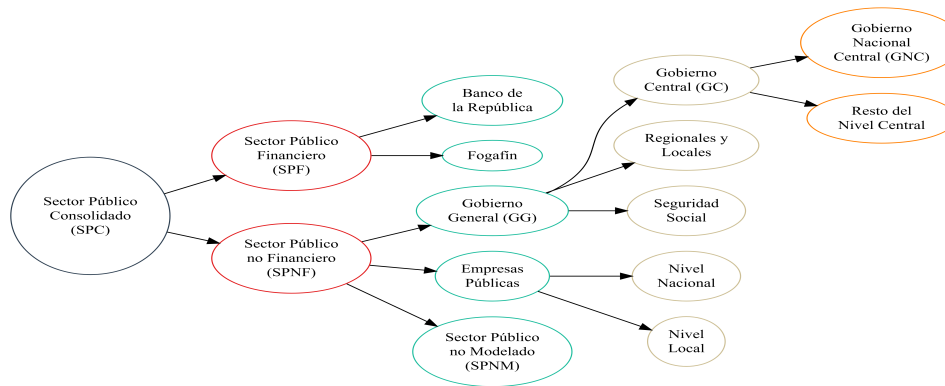 Sector Público
Consolidado
(SPC)
Sector Público
Financiero
(SPF)
Sector Público
no Financiero
(SPNF)
Banco de
la República
Fogafín
Gobierno
General (GG)
Empresas
Públicas
Sector Público
no Modelado
(SPNM)
Gobierno
Central (GC)
Regionales y
Locales
Seguridad
Social
Nivel
Nacional
Nivel
Local
Gobierno
Nacional
Central (GNC)
Resto del
Nivel Central